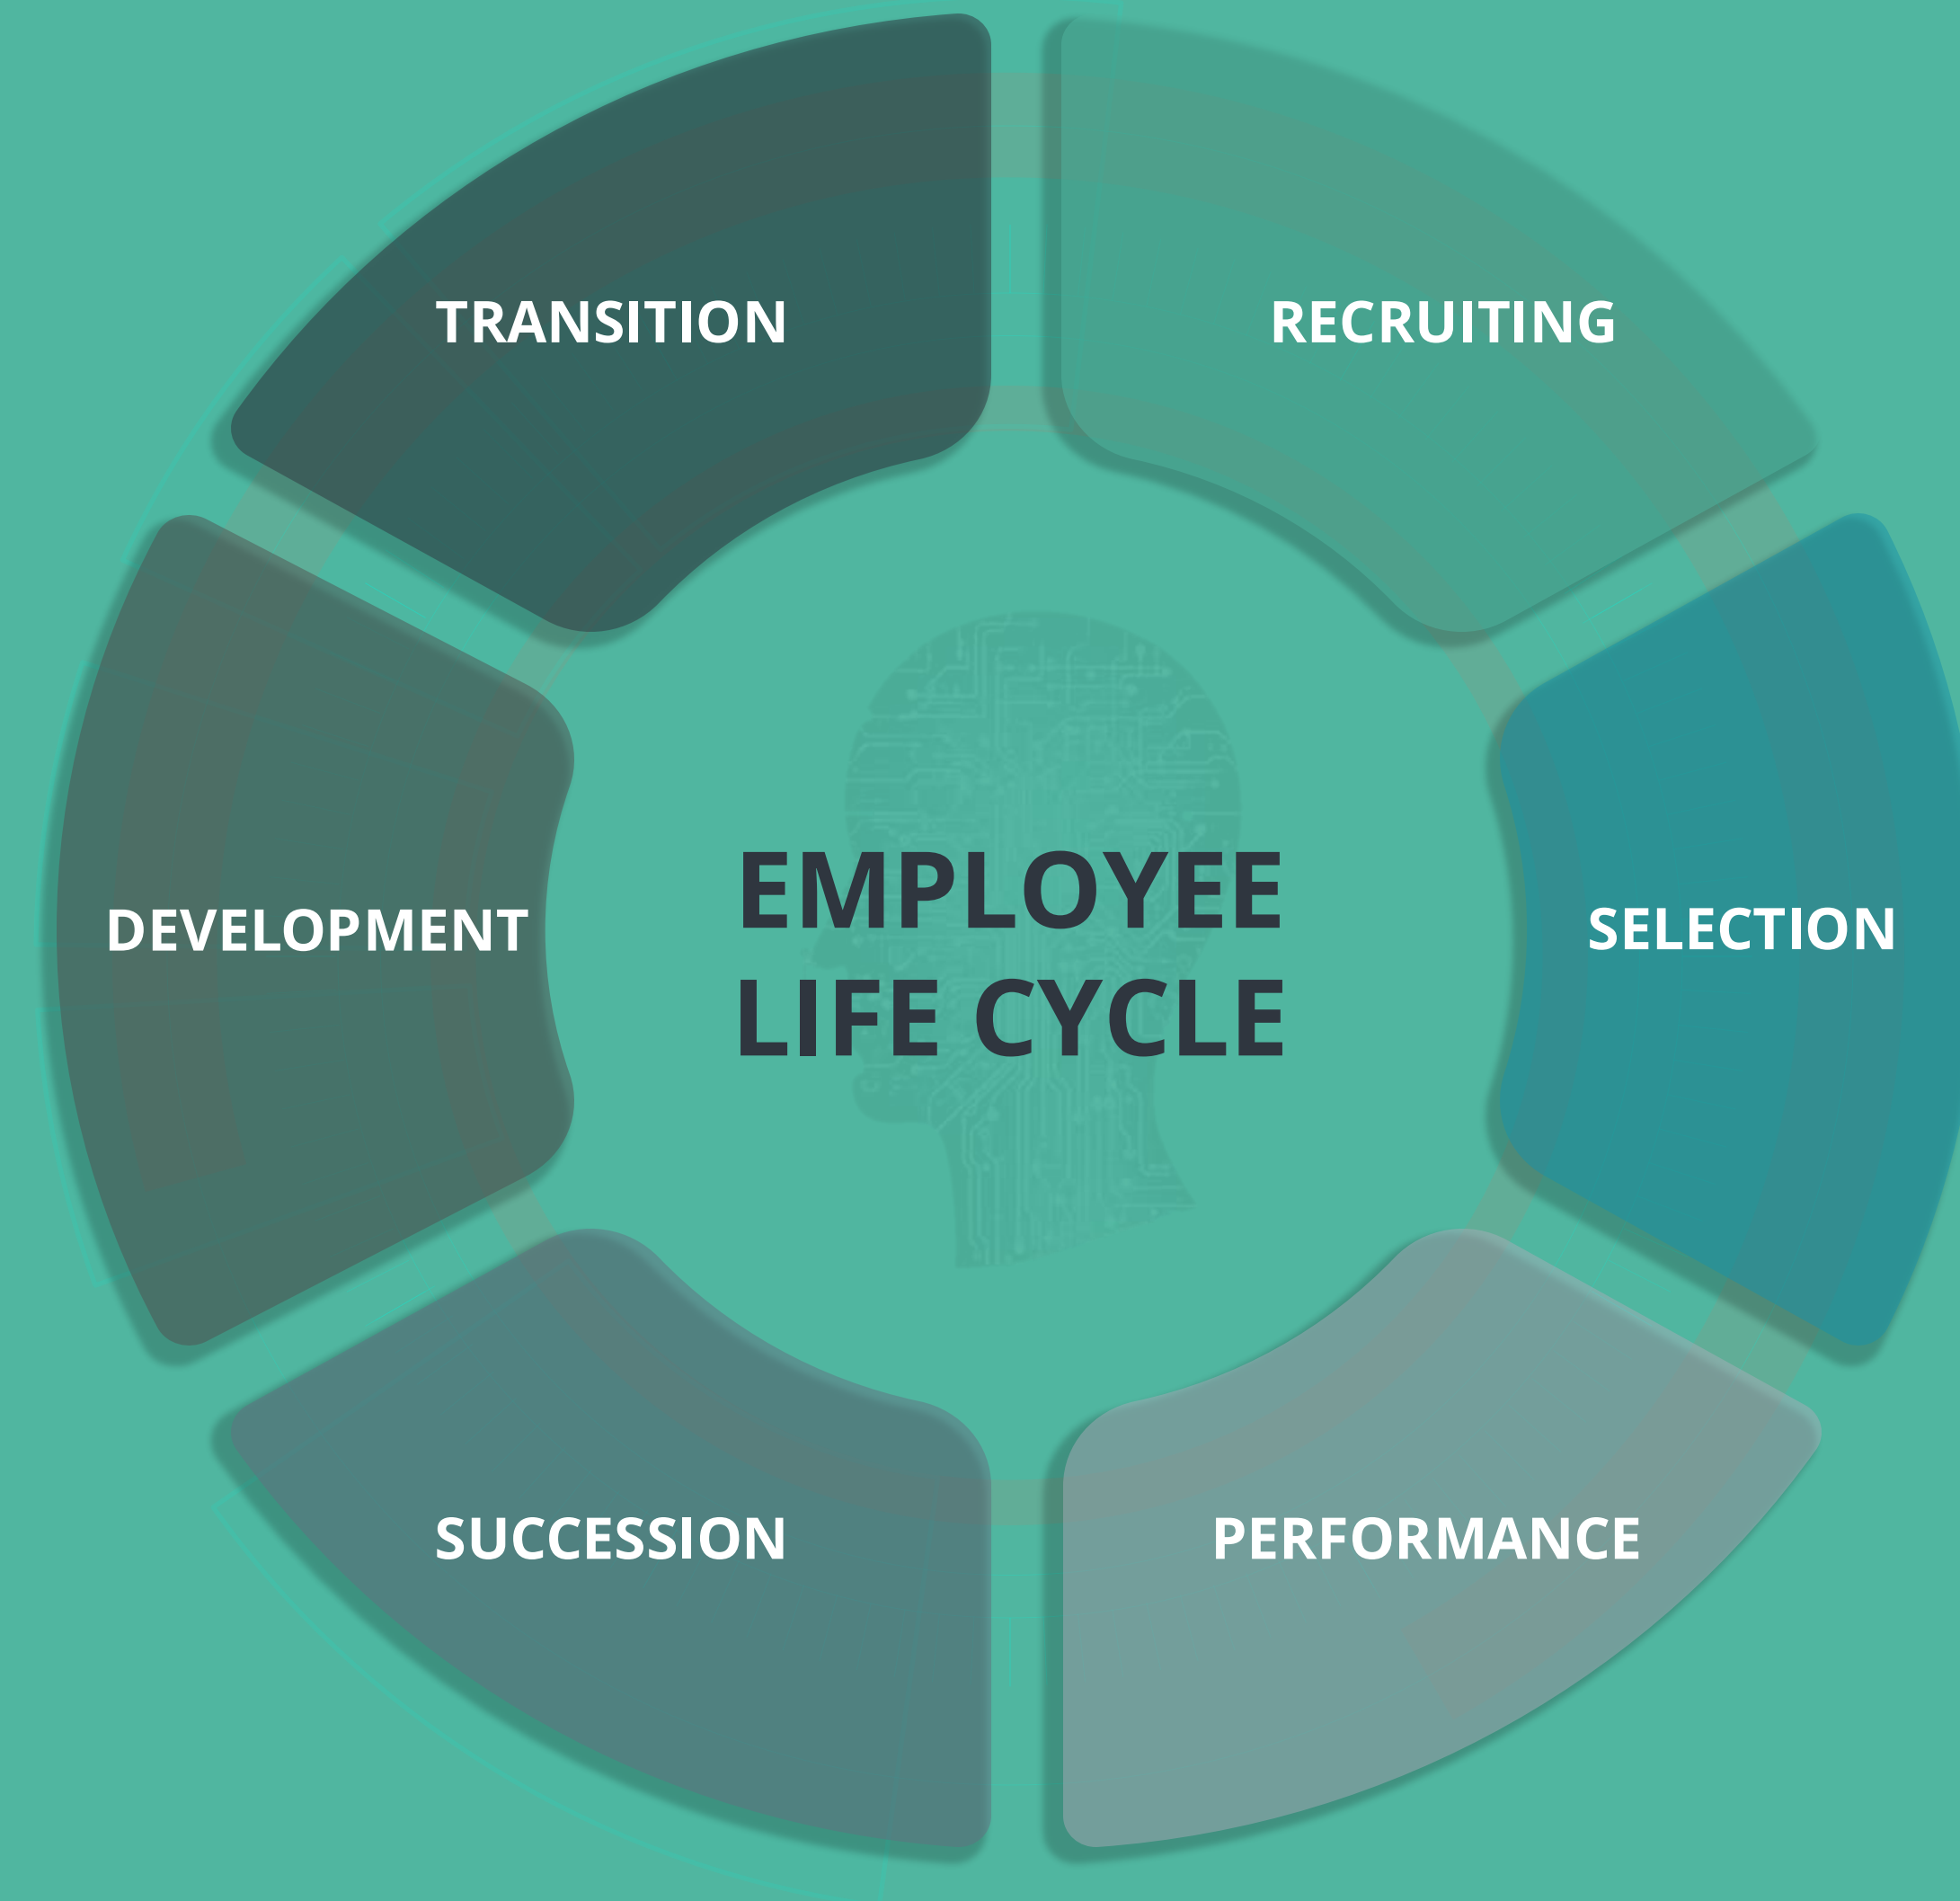 TRANSITION
RECRUITING
EMPLOYEE
LIFE CYCLE
DEVELOPMENT
SELECTION
SUCCESSION
PERFORMANCE